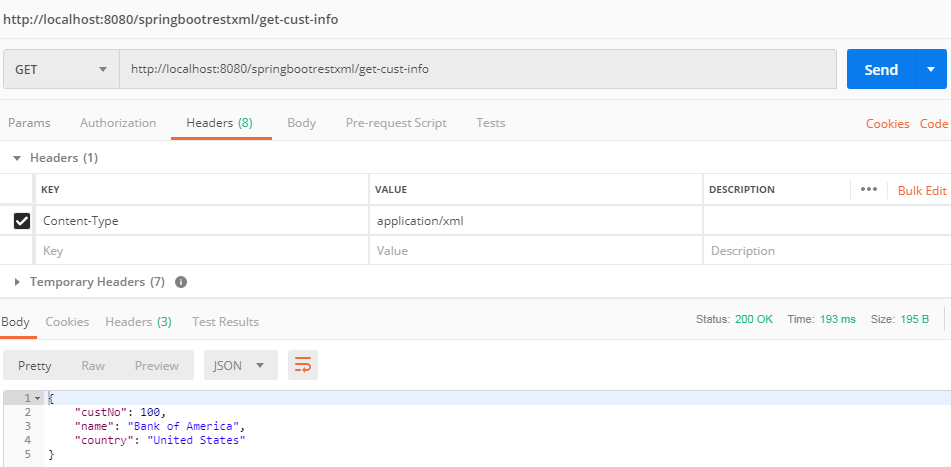 http://localhost:8080/springbootrestxml/get-cust-info
GET http://localhost:8080/springbootrestxml/get-cust-info Send
Params Authorization Headers (8) Body Pre-request Script Tests Cookies Code
Headers (1)
KEY VALUE DESCRIPTION ••• Bulk Edit
Content-Type application/xml
Key Value Description
Temporary Headers (7) i
Body Cookies Headers (3) Test Results Status: 200 OK Time: 193 ms Size: 195 B
Pretty Raw Preview JSON
1 {
2 "custNo": 100,
3 "name": "Bank of America",
4 "country": "United States"
5 }